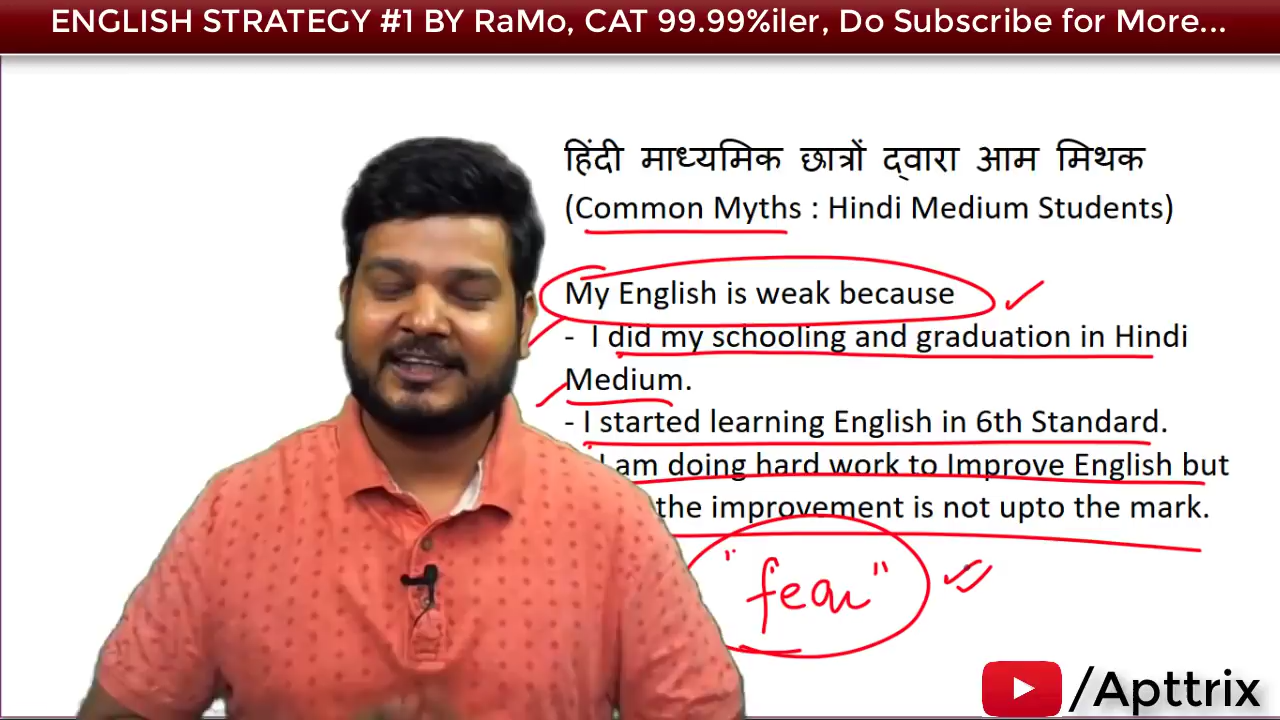 ENGLISH STRATEGY #1 BY RaMo, CAT 99.99%iler, Do Subscribe for More...
हिंदी माध्यमिक छात्रों द्वारा आम मिथक
(Common Myths : Hindi Medium Students)
My English is weak because
- I did my schooling and graduation in Hindi
Medium.
- I started learning English in 6th Standard.
I am doing hard work to Improve English but
the improvement is not upto the mark.
"fear"
/Apttrix